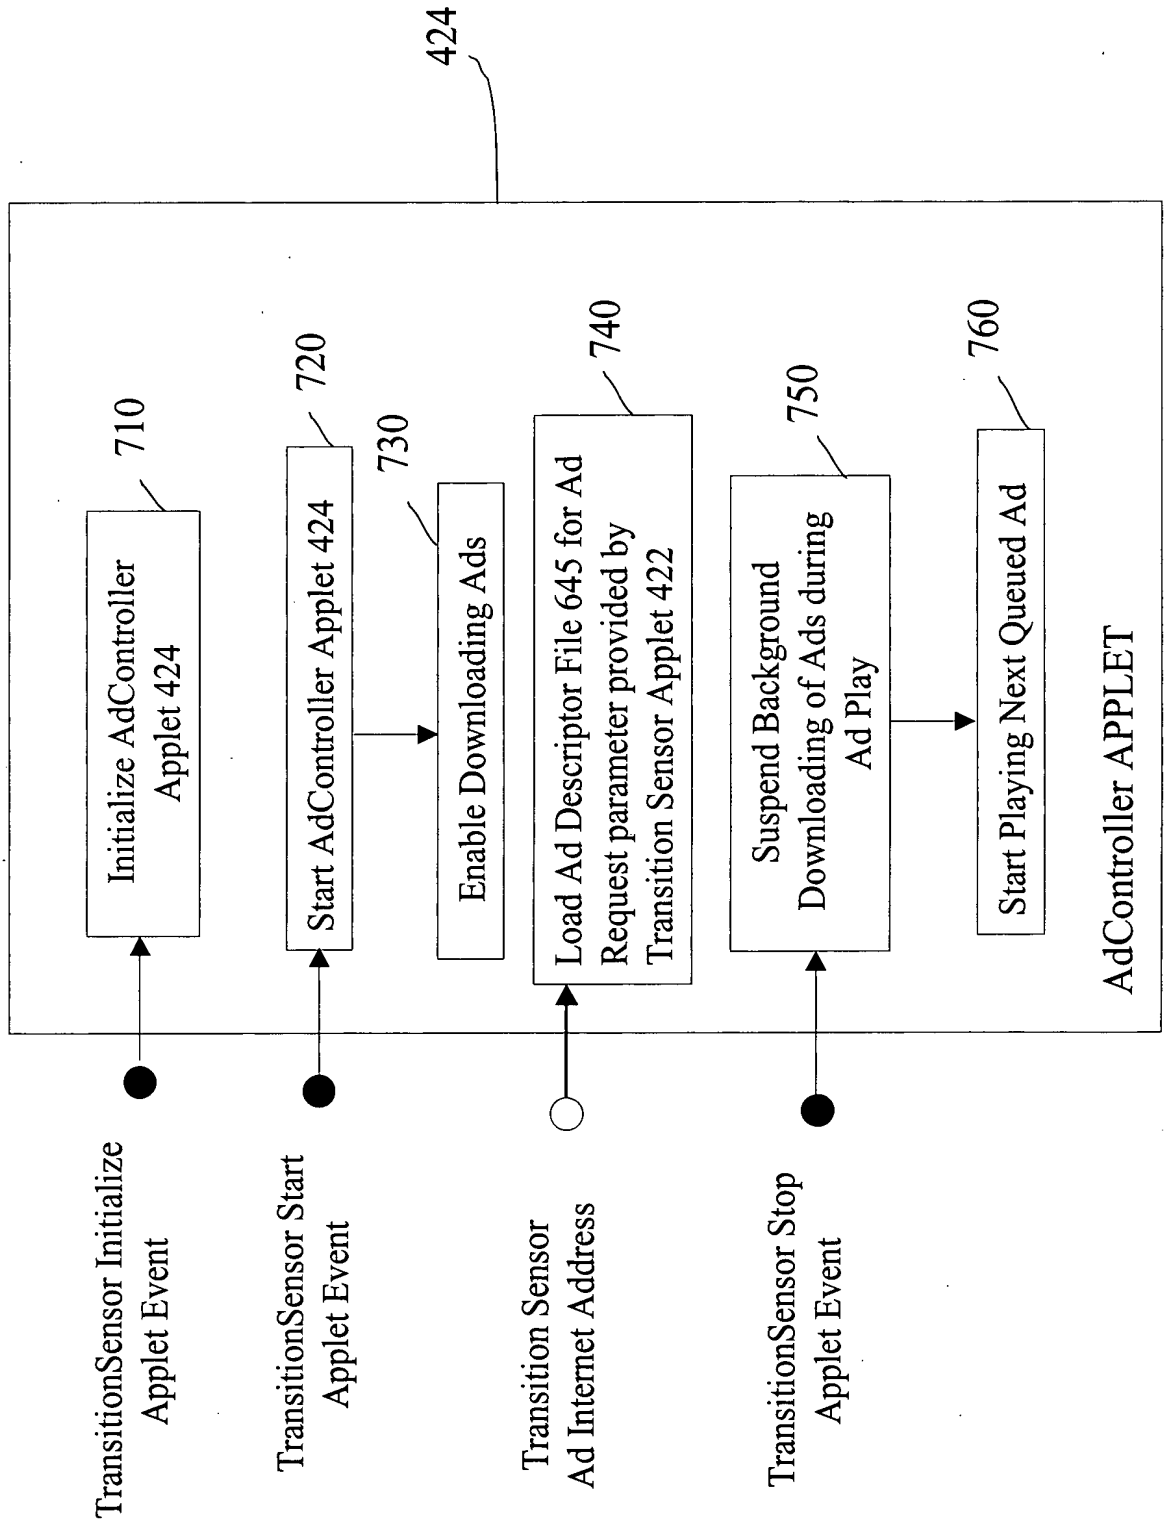 424
TransitionSensor Initialize
Applet Event
Initialize AdController
Applet 424
710
TransitionSensor Start
Applet Event
Start AdController Applet 424
720
Enable Downloading Ads
730
Transition Sensor
Ad Internet Address
Load Ad Descriptor File 645 for Ad
Request parameter provided by
Transition Sensor Applet 422
740
TransitionSensor Stop
Applet Event
Suspend Background
Downloading of Ads during
Ad Play
750
Start Playing Next Queued Ad
760
AdController APPLET